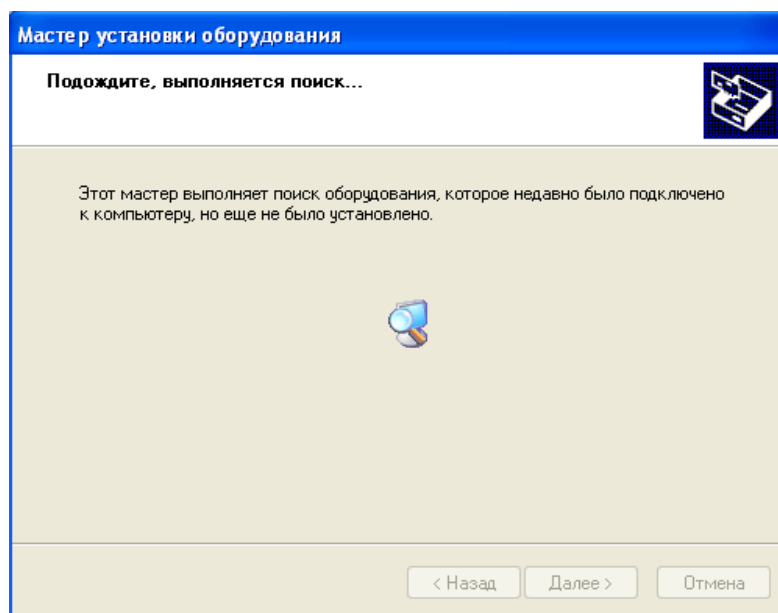 Мастер установки оборудования
Подождите, выполняется поиск...
Этот мастер выполняет поиск оборудования, которое недавно было подключено
к компьютеру, но еще не было установлено.
< Назад
Далее >
Отмена